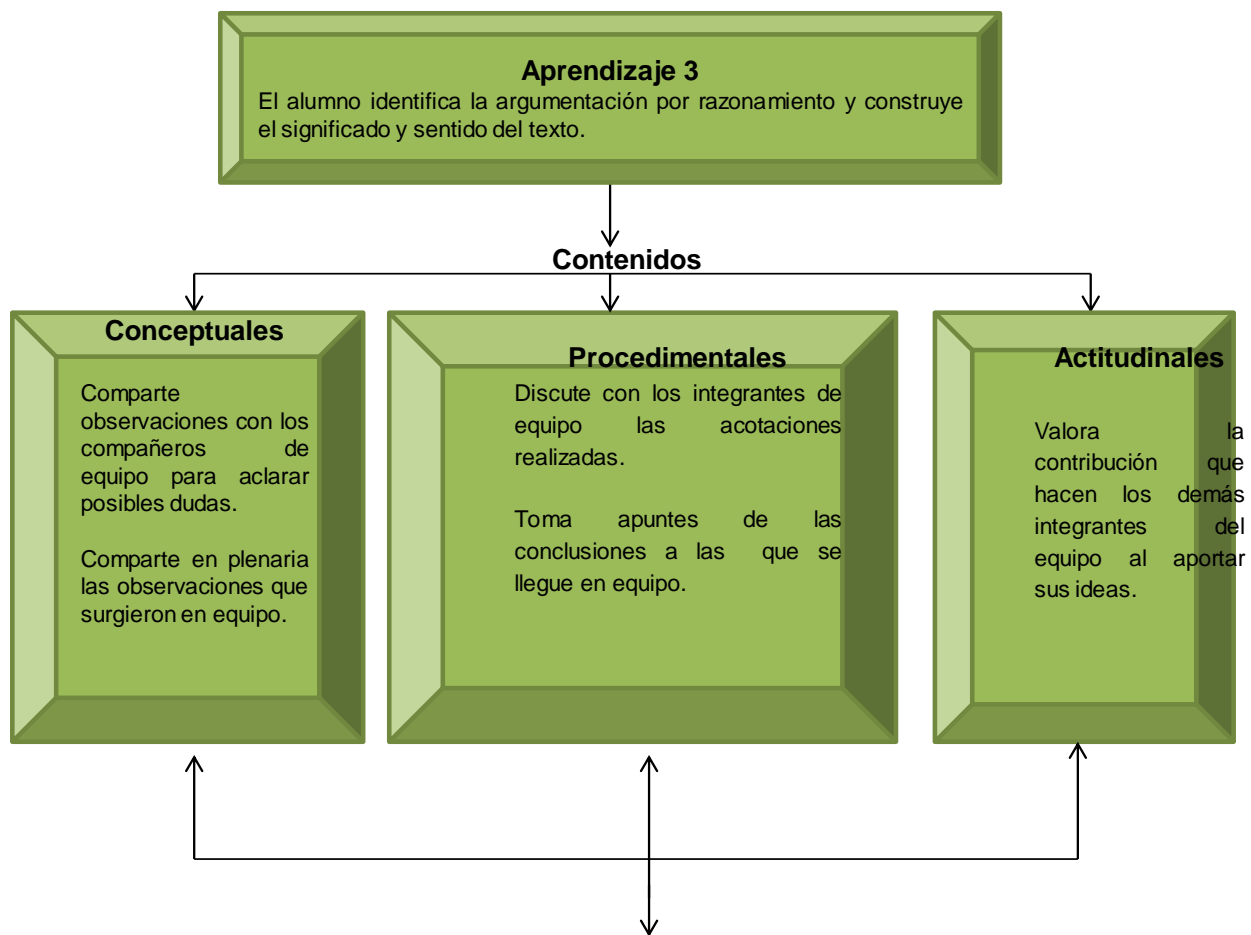 Aprendizaje 3
El alumno identifica la argumentación por razonamiento y construye
el significado y sentido del texto.
Contenidos
Conceptuales
Comparte
observaciones con los
compañeros de
equipo para aclarar
posibles dudas.
Comparte en plenaria
las observaciones que
surgieron en equipo.
Procedimentales
Discute con los integrantes de
equipo las acotaciones
realizadas.
Toma apuntes de las
conclusiones a las que se
llegue en equipo.
Actitudinales
Valora la
contribución que
hacen los demás
integrantes del
equipo al aportar
sus ideas.